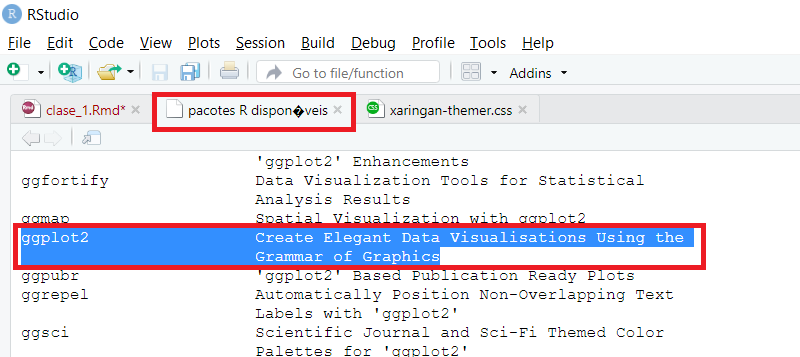 RStudio
File Edit Code View Plots Session Build Debug Profile Tools Help
Go to file/function Addins
Rmd clase_1.Rmd* pacotes R dispon�veis CSS xaringan-themer.css
'ggplot2' Enhancements
ggfortify Data Visualization Tools for Statistical
Analysis Results
ggmap Spatial Visualization with ggplot2
ggplot2 Create Elegant Data Visualisations Using the
Grammar of Graphics
ggpubr 'ggplot2' Based Publication Ready Plots
ggrepel Automatically Position Non-Overlapping Text
Labels with 'ggplot2'
ggsci Scientific Journal and Sci-Fi Themed Color
Palettes for 'ggplot2'